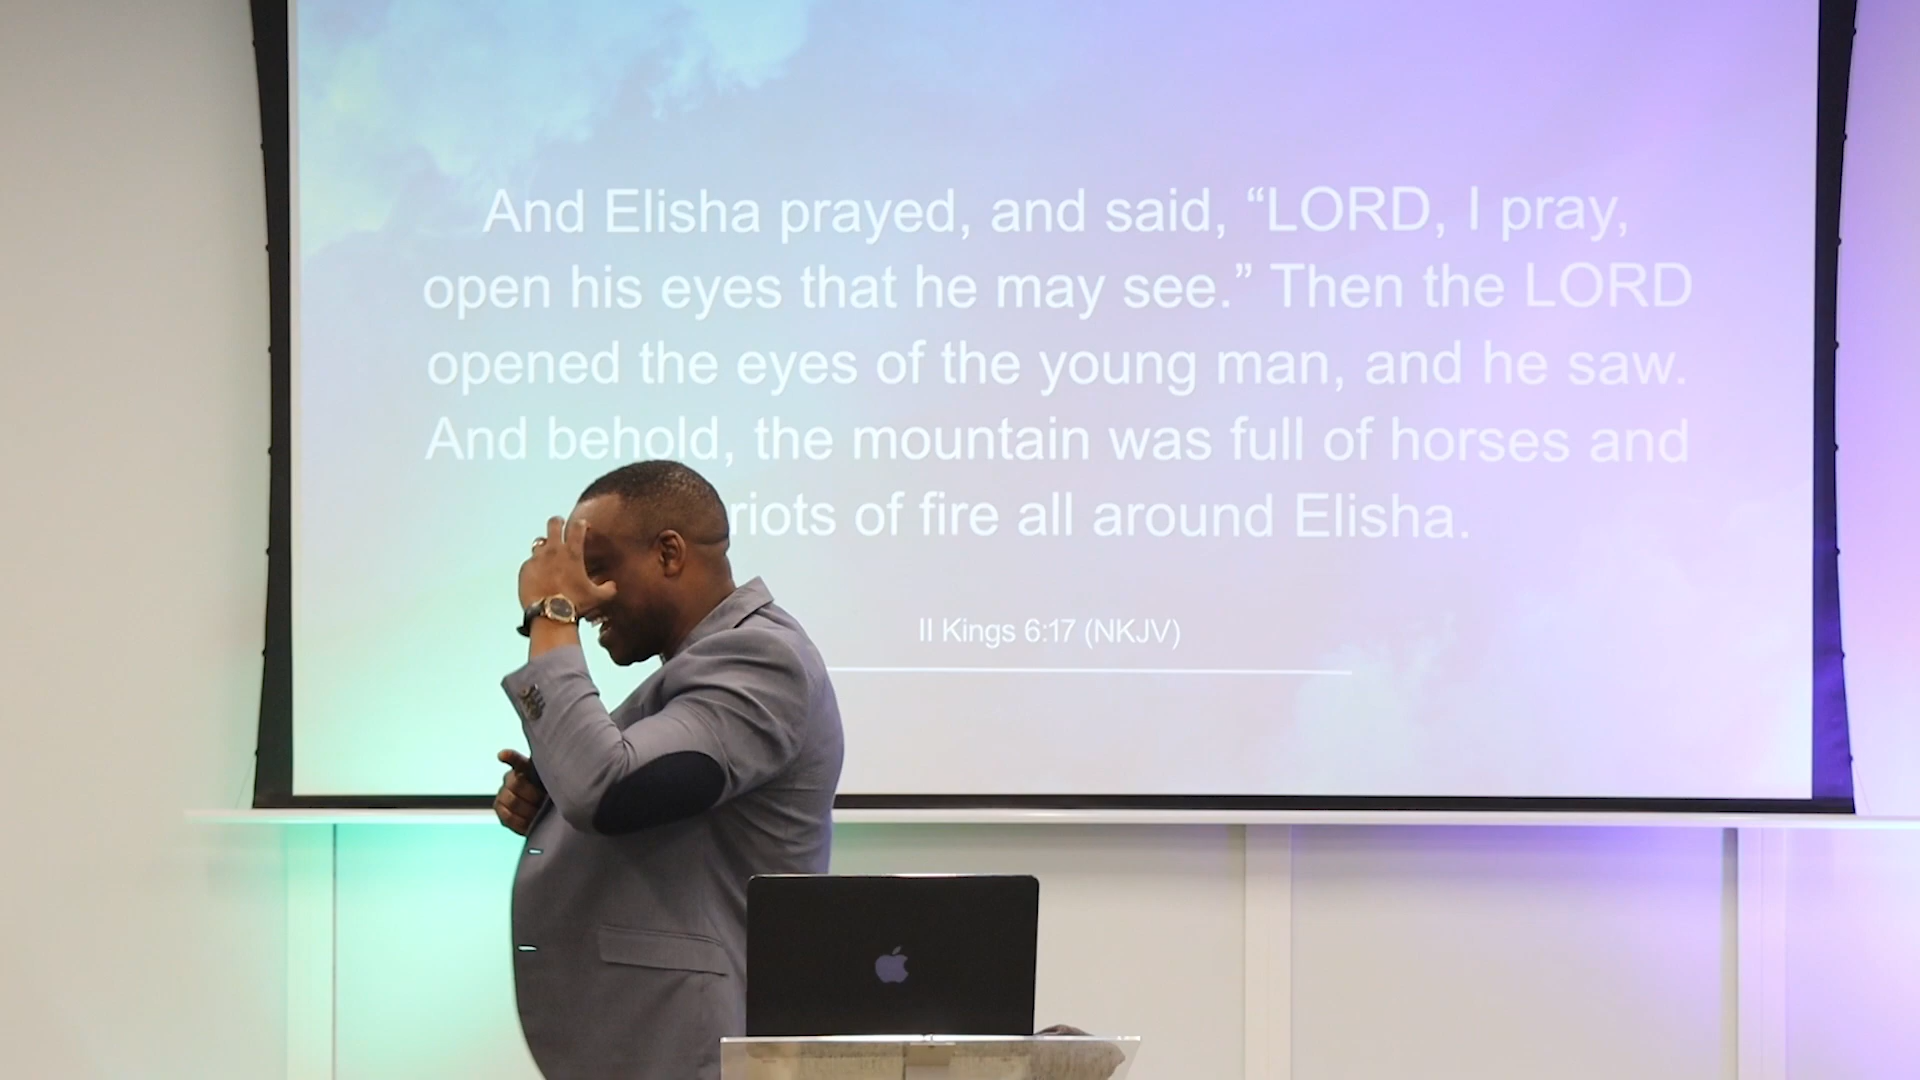 And Elisha prayed, and said, “LORD, I pray,
open his eyes that he may see.” Then the LORD
opened the eyes of the young man, and he saw.
And behold, the mountain was full of horses and
of fire all around Elisha.
II Kings 6:17 (NKJV)